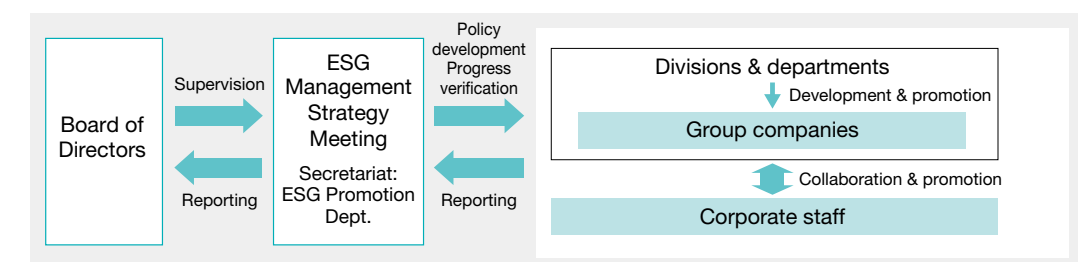 Board of
Directors
Supervision
Reporting
ESG
Management
Strategy
Meeting
Secretariat:
ESG Promotion
Dept.
Policy
development
Progress
verification
Reporting
Divisions & departments
Development & promotion
Group companies
Collaboration & promotion
Corporate staff